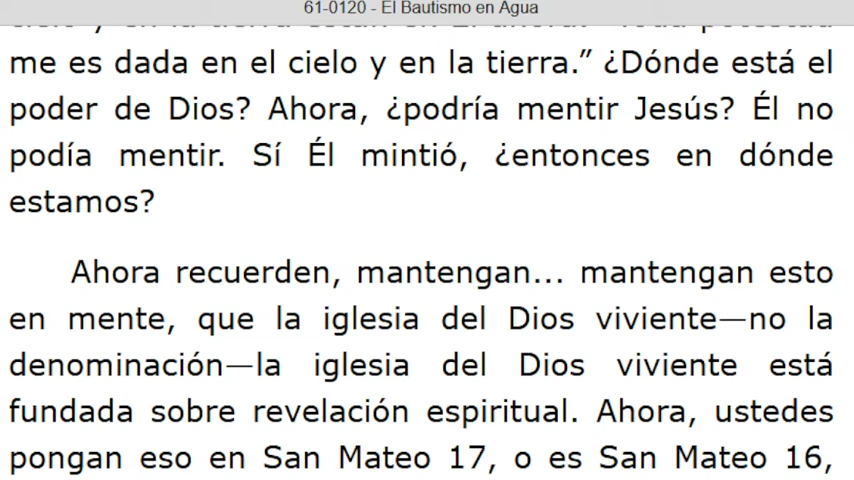 61-0120 - El Bautismo en Agua
me es dada en el cielo y en la tierra.” ¿Dónde está el
poder de Dios? Ahora, ¿podría mentir Jesús? Él no
podía mentir. Sí Él mintió, ¿entonces en dónde
estamos?
Ahora recuerden, mantengan... mantengan esto
en mente, que la iglesia del Dios viviente—no la
denominación—la iglesia del Dios viviente está
fundada sobre revelación espiritual. Ahora, ustedes
pongan eso en San Mateo 17, o es San Mateo 16,